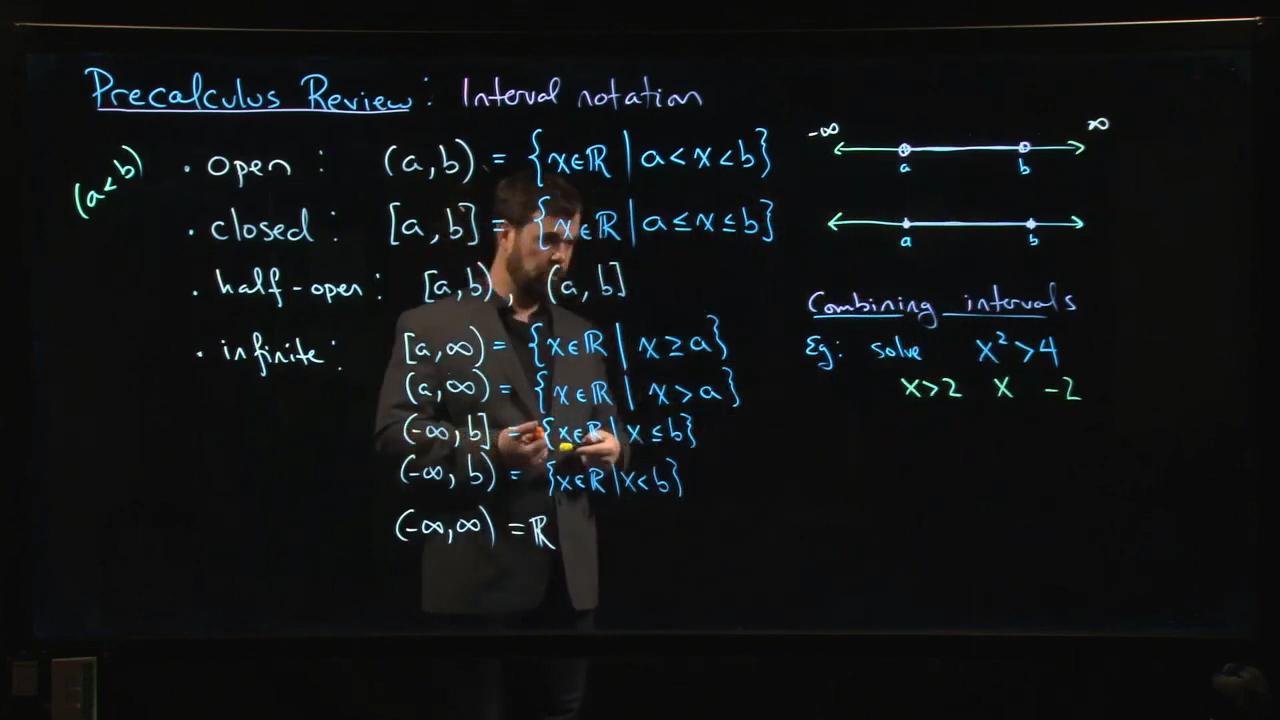 Precalculus Review: Interval notation
(a<b)
• open : (a,b) = {x∈ℝ | a<x<b}
• closed : [a,b] = {x∈ℝ | a≤x≤b}
• half-open : [a,b) , (a,b]
• infinite : [a,∞) = {x∈ℝ | x≥a}
(a,∞) = {x∈ℝ | x>a}
(-∞,b] = {x∈ℝ | x≤b}
(-∞,b) = {x∈ℝ | x<b}
(-∞,∞) = ℝ
-∞ ∞
a b
a b
Combining intervals
Eg: solve x²>4
x>2 x -2